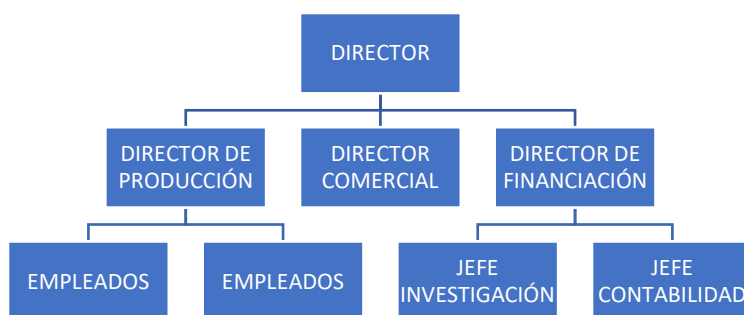 DIRECTOR
DIRECTOR DE
PRODUCCIÓN
DIRECTOR
COMERCIAL
DIRECTOR DE
FINANCIACIÓN
EMPLEADOS
EMPLEADOS
JEFE
INVESTIGACIÓN
JEFE
CONTABILIDAD